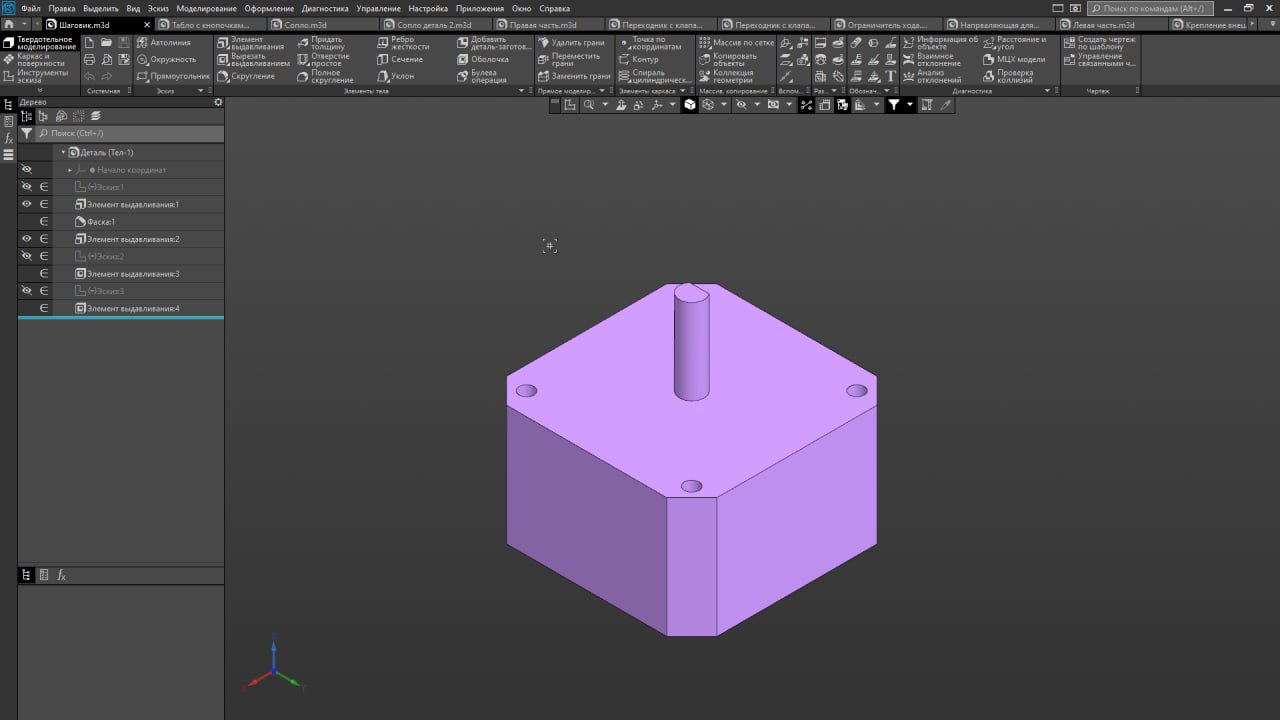 Файл Правка Выделить Вид Эскиз Моделирование Оформление Диагностика Управление Настройка Приложения Окно Справка
Поиск по командам (Alt+/)
Шаговик.m3d
Табло с кнопочкам...
Сопло.m3d
Сопло деталь 2.m3d
Правая часть.m3d
Переходник с клапа...
Переходник с клапа...
Ограничитель хода....
Напрвляющая для...
Левая часть.m3d
Крепление внеш
Твердотельное моделирование
Каркас и поверхности
Инструменты эскиза
Системная
Автолиния
Окружность
Прямоугольник
Эскиз
Элемент выдавливания
Вырезать выдавливанием
Скругление
Придать толщину
Отверстие простое
Полное скругление
Ребро жесткости
Сечение
Уклон
Добавить деталь-заготов...
Оболочка
Булева операция
Элементы тела
Удалить грани
Переместить грани
Заменить грани
Прямое моделир...
Точка по координатам
Контур
Спираль цилиндрическ...
Элементы каркаса
Массив по сетке
Копировать объекты
Коллекция геометрии
Массив, копирование
Вспом...
Раз...
Обознач...
Информация об объекте
Взаимное отклонение
Анализ отклонений
Расстояние и угол
МЦХ модели
Проверка коллизий
Диагностика
Создать чертеж по шаблону
Управление связанными ч...
Чертеж
Дерево
Поиск (Ctrl+/)
Деталь (Тел-1)
Начало координат
(-)Эскиз:1
Элемент выдавливания:1
Фаска:1
Элемент выдавливания:2
(-)Эскиз:2
Элемент выдавливания:3
(-)Эскиз:3
Элемент выдавливания:4